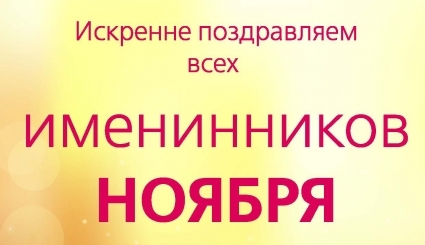 Искренне поздравляем
всех
именинников
НОЯБРЯ